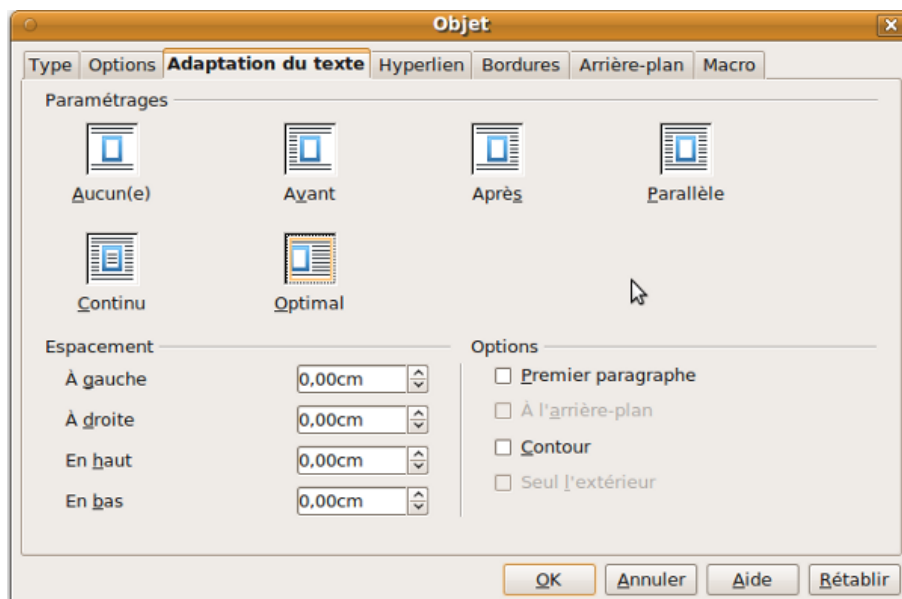 Objet
Type Options Adaptation du texte Hyperlien Bordures Arrière-plan Macro
Paramétrages
Aucun(e) Avant Après Parallèle
Continu Optimal
Espacement
À gauche 0,00cm
À droite 0,00cm
En haut 0,00cm
En bas 0,00cm
Options
Premier paragraphe
À l'arrière-plan
Contour
Seul l'extérieur
OK Annuler Aide Rétablir